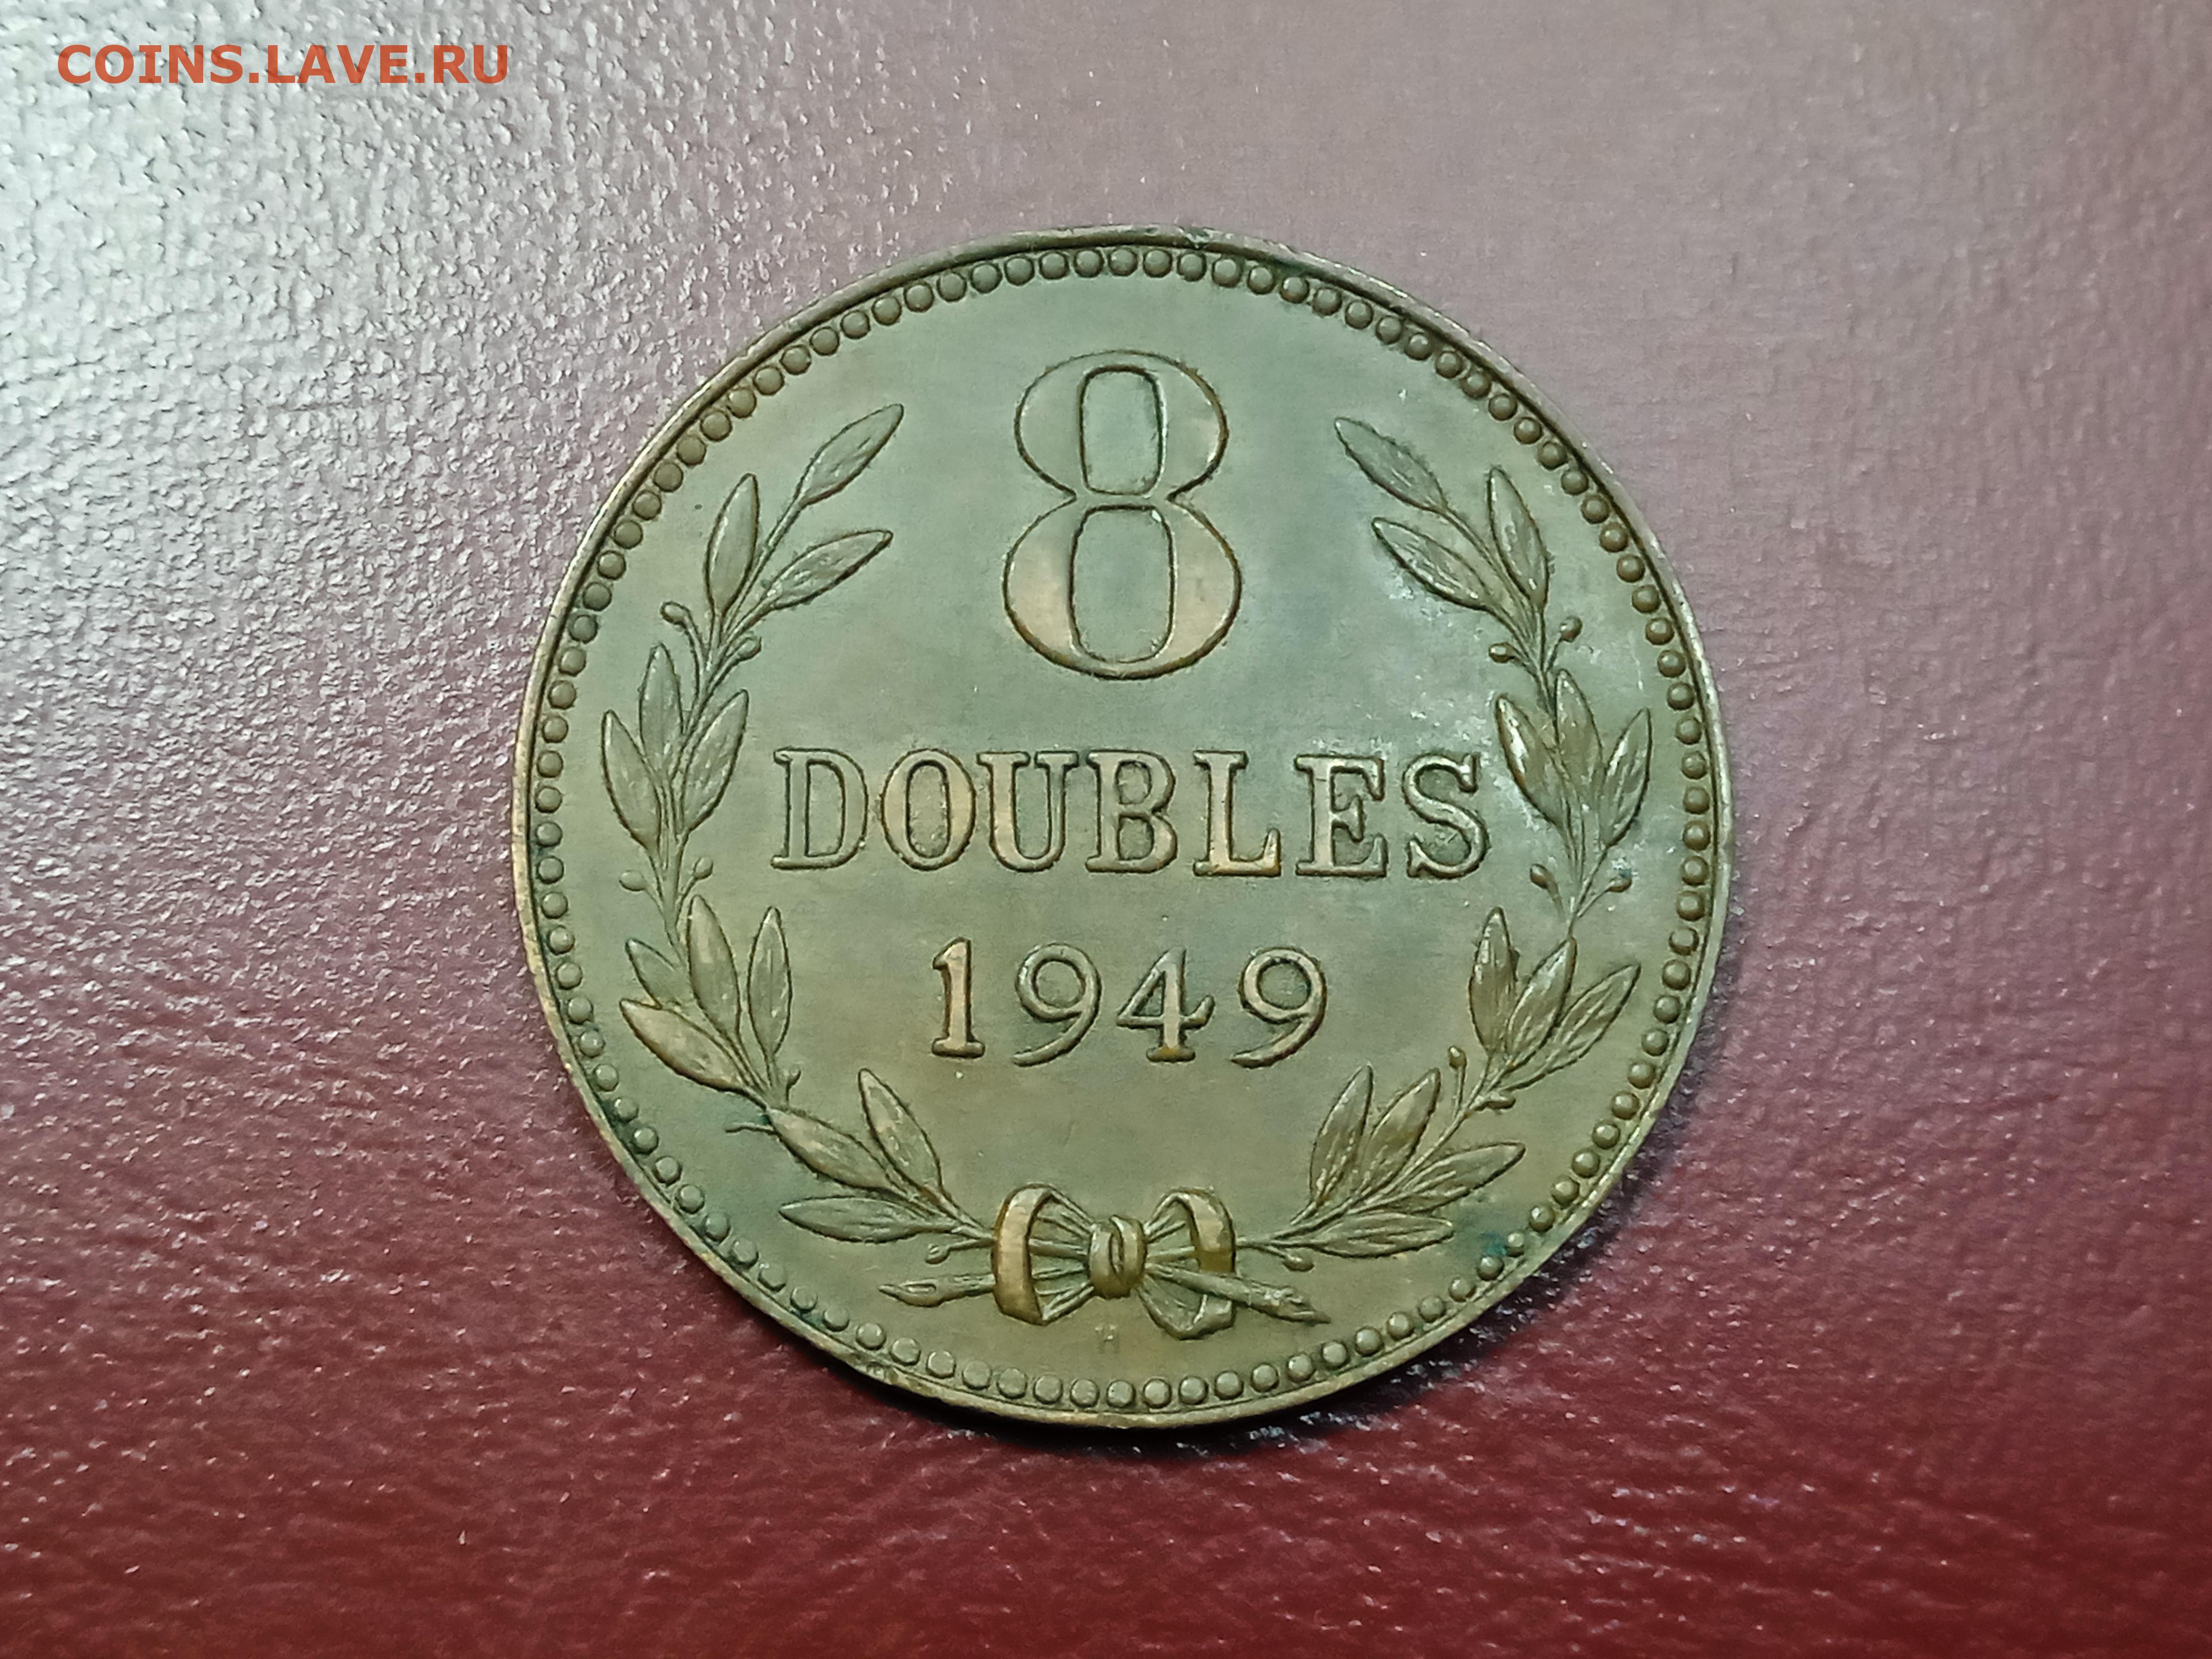 COINS.LAVE.RU
8
DOUBLES
1949
H